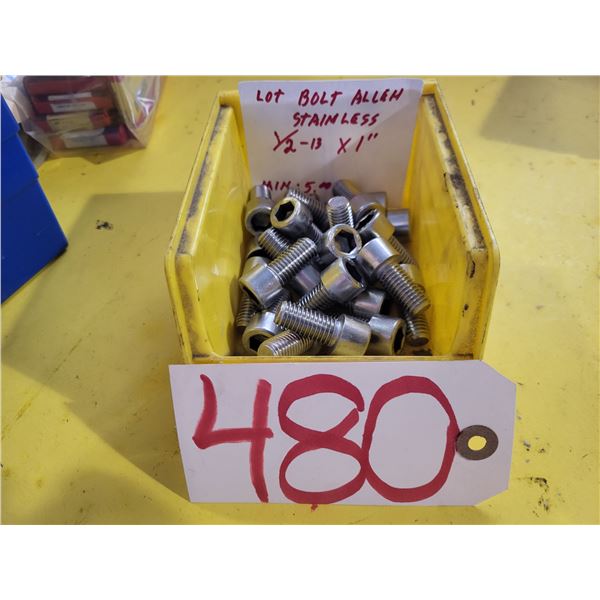 LOT BOLT ALLEN
STAINLESS
1/2-13 X 1"
MIN: 5.00
480